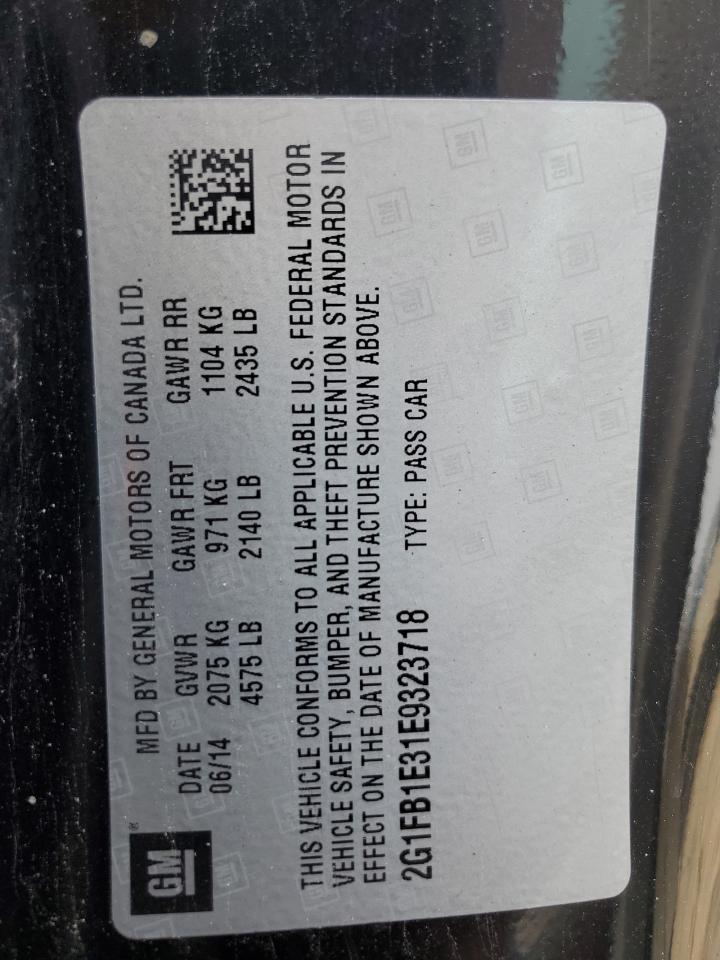 GM®
MFD BY GENERAL MOTORS OF CANADA LTD.
DATE GVWR GAWR FRT GAWR RR
06/14 2075 KG 971 KG 1104 KG
4575 LB 2140 LB 2435 LB
THIS VEHICLE CONFORMS TO ALL APPLICABLE U.S. FEDERAL MOTOR
VEHICLE SAFETY, BUMPER, AND THEFT PREVENTION STANDARDS IN
EFFECT ON THE DATE OF MANUFACTURE SHOWN ABOVE.
2G1FB1E31E9323718 TYPE: PASS CAR